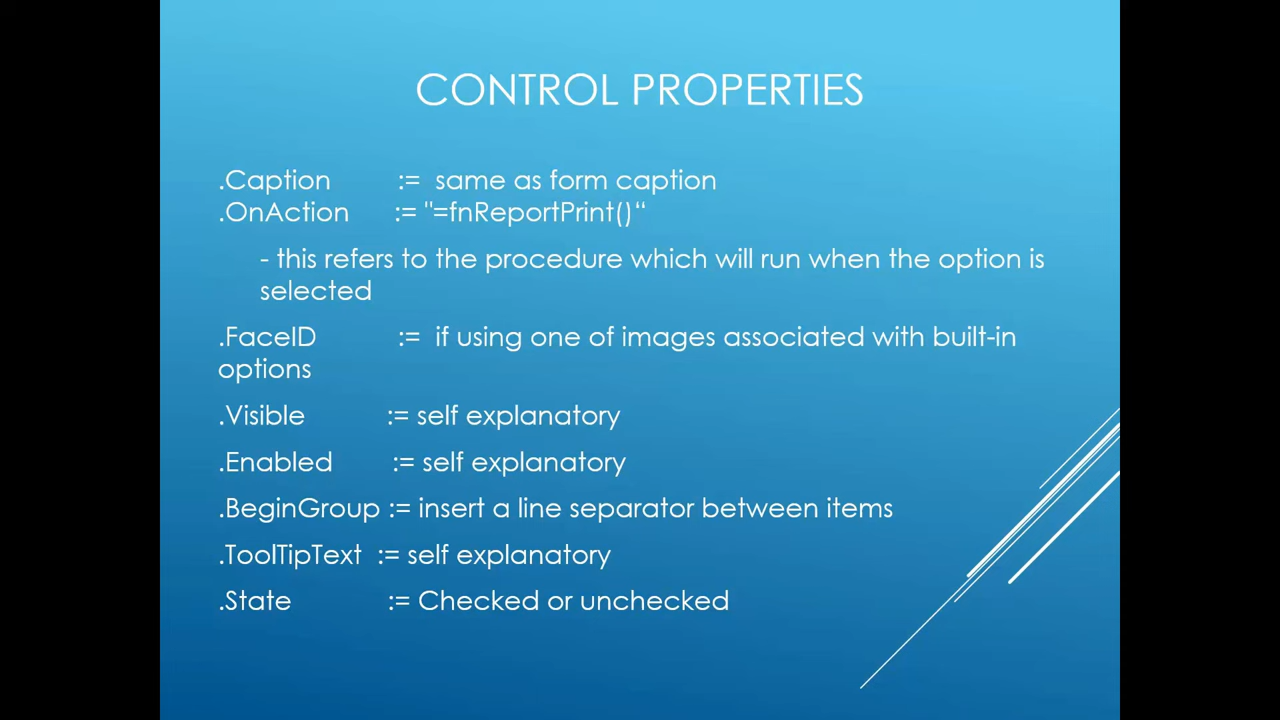 CONTROL PROPERTIES
.Caption := same as form caption
.OnAction := "=fnReportPrint()“
- this refers to the procedure which will run when the option is
selected
.FaceID := if using one of images associated with built-in
options
.Visible := self explanatory
.Enabled := self explanatory
.BeginGroup := insert a line separator between items
.ToolTipText := self explanatory
.State := Checked or unchecked